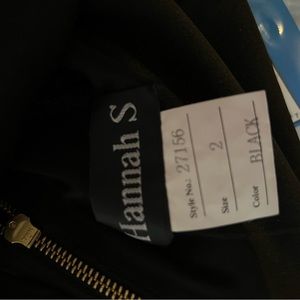 Hannah S
Style No.: 27156
Size 2
Color BLACK